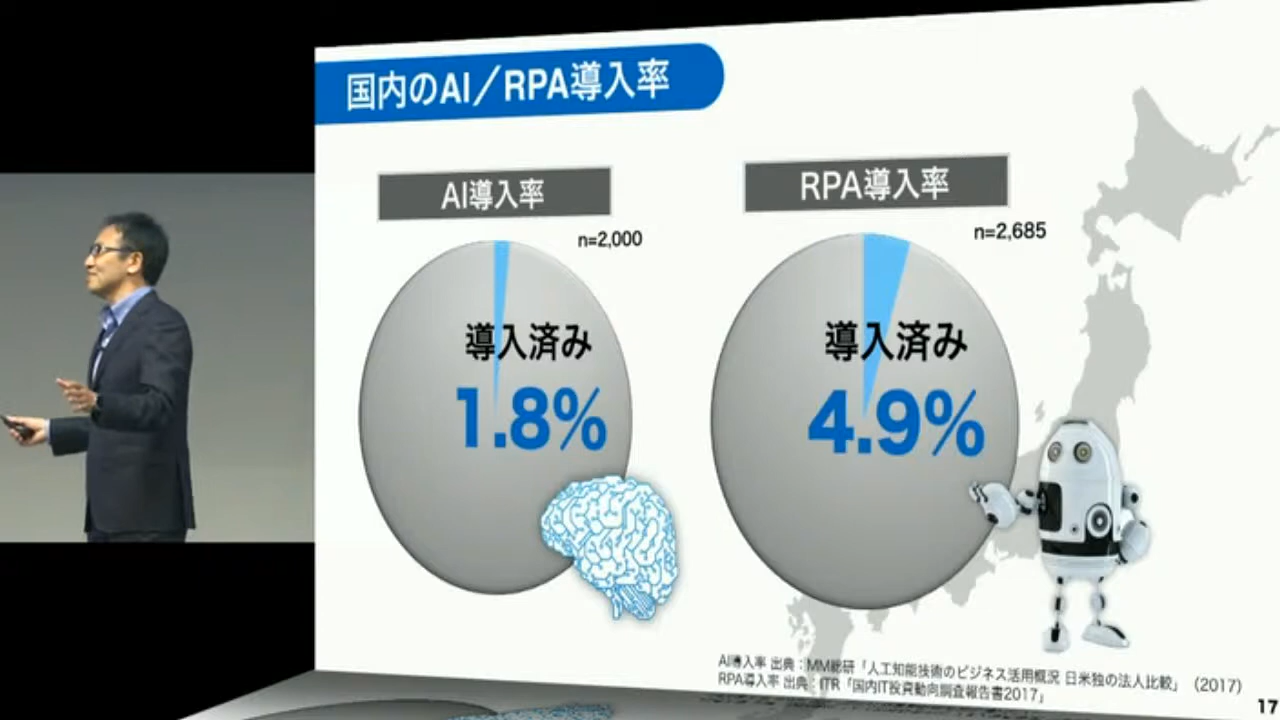 国内のAI/RPA導入率
AI導入率
n=2,000
導入済み
1.8%
RPA導入率
n=2,685
導入済み
4.9%
AI導入率 出典:MM総研「人工知能技術のビジネス活用概況 日米独の法人比較」(2017)
RPA導入率 出典:ITR「国内IT投資動向調査報告書2017」
17